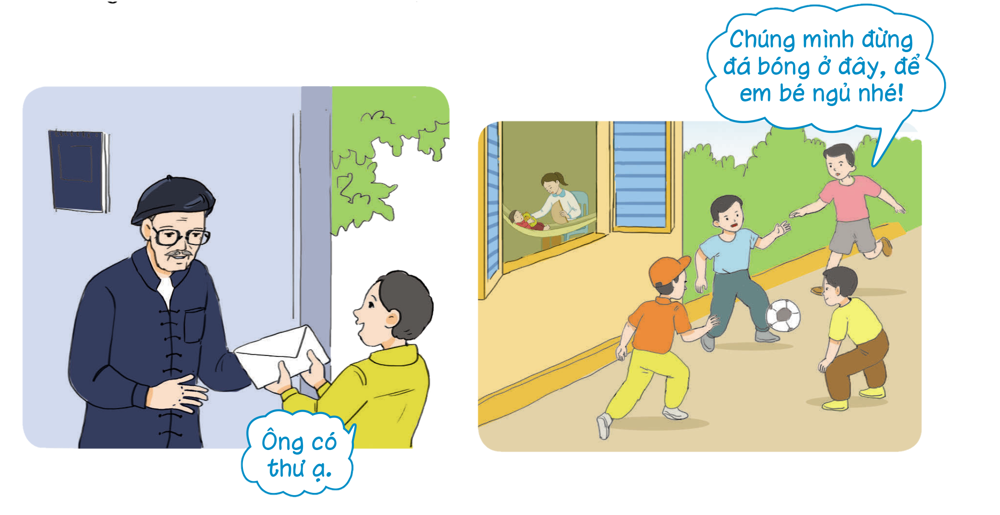 Chúng mình đừng
đá bóng ở đây, để
em bé ngủ nhé!
Ông có
thư ạ.